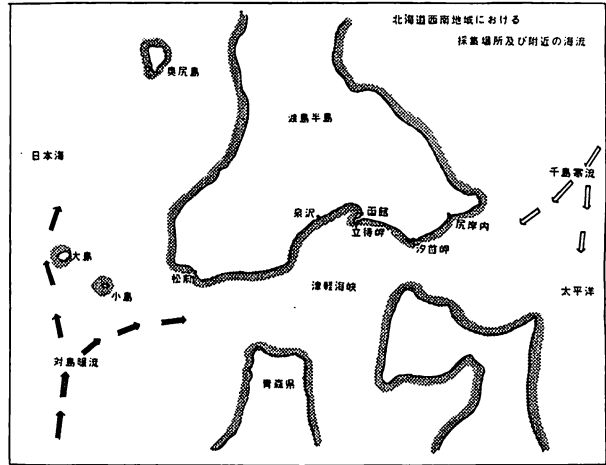 北海道西南地域における
採集場所及び附近の海流
奥尻島
渡島半島
日本海
千島寒流
泉沢
函館
立待岬
尻岸内
汐首岬
大島
松前
小島
津軽海峡
太平洋
対島暖流
青森県